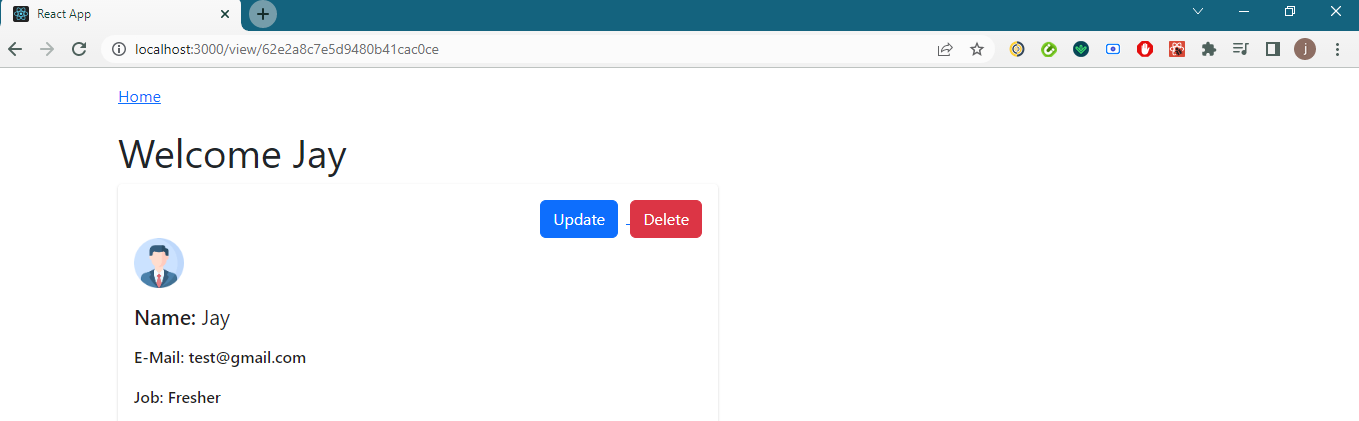 React App
localhost:3000/view/62e2a8c7e5d9480b41cac0ce
j
Home
Welcome Jay
Update Delete
Name: Jay
E-Mail: test@gmail.com
Job: Fresher